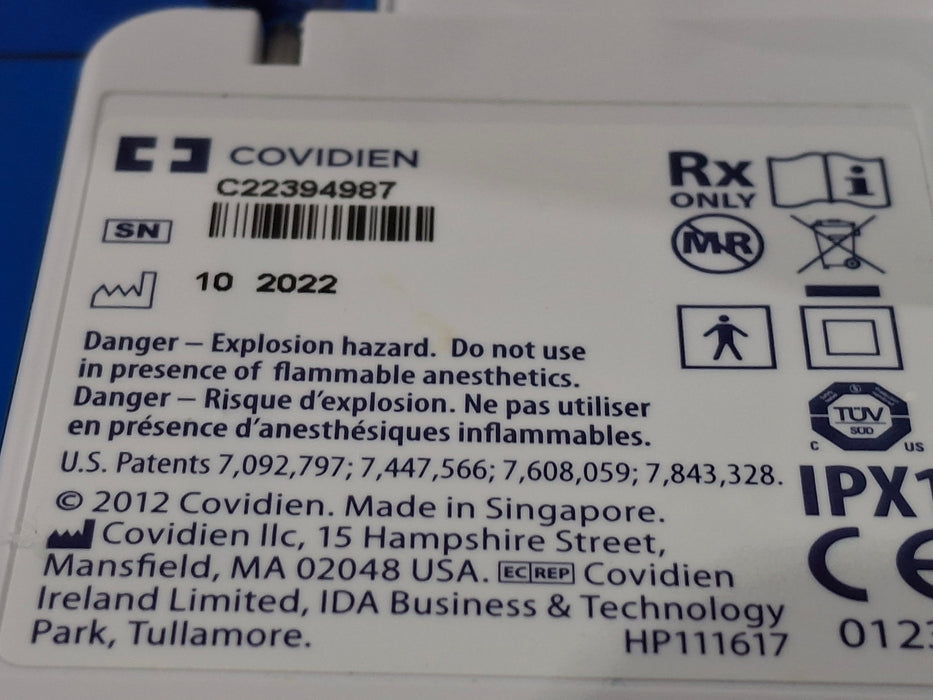 COVIDIEN
C22394987
SN
10 2022
Rx
ONLY
i
MR
Danger – Explosion hazard. Do not use
in presence of flammable anesthetics.
Danger – Risque d'explosion. Ne pas utiliser
en présence d'anesthésiques inflammables.
TÜV
SÜD
C US
U.S. Patents 7,092,797; 7,447,566; 7,608,059; 7,843,328.
IPX1
© 2012 Covidien. Made in Singapore.
Covidien llc, 15 Hampshire Street,
Mansfield, MA 02048 USA. EC REP Covidien
Ireland Limited, IDA Business & Technology
Park, Tullamore.
HP111617
CE
0123